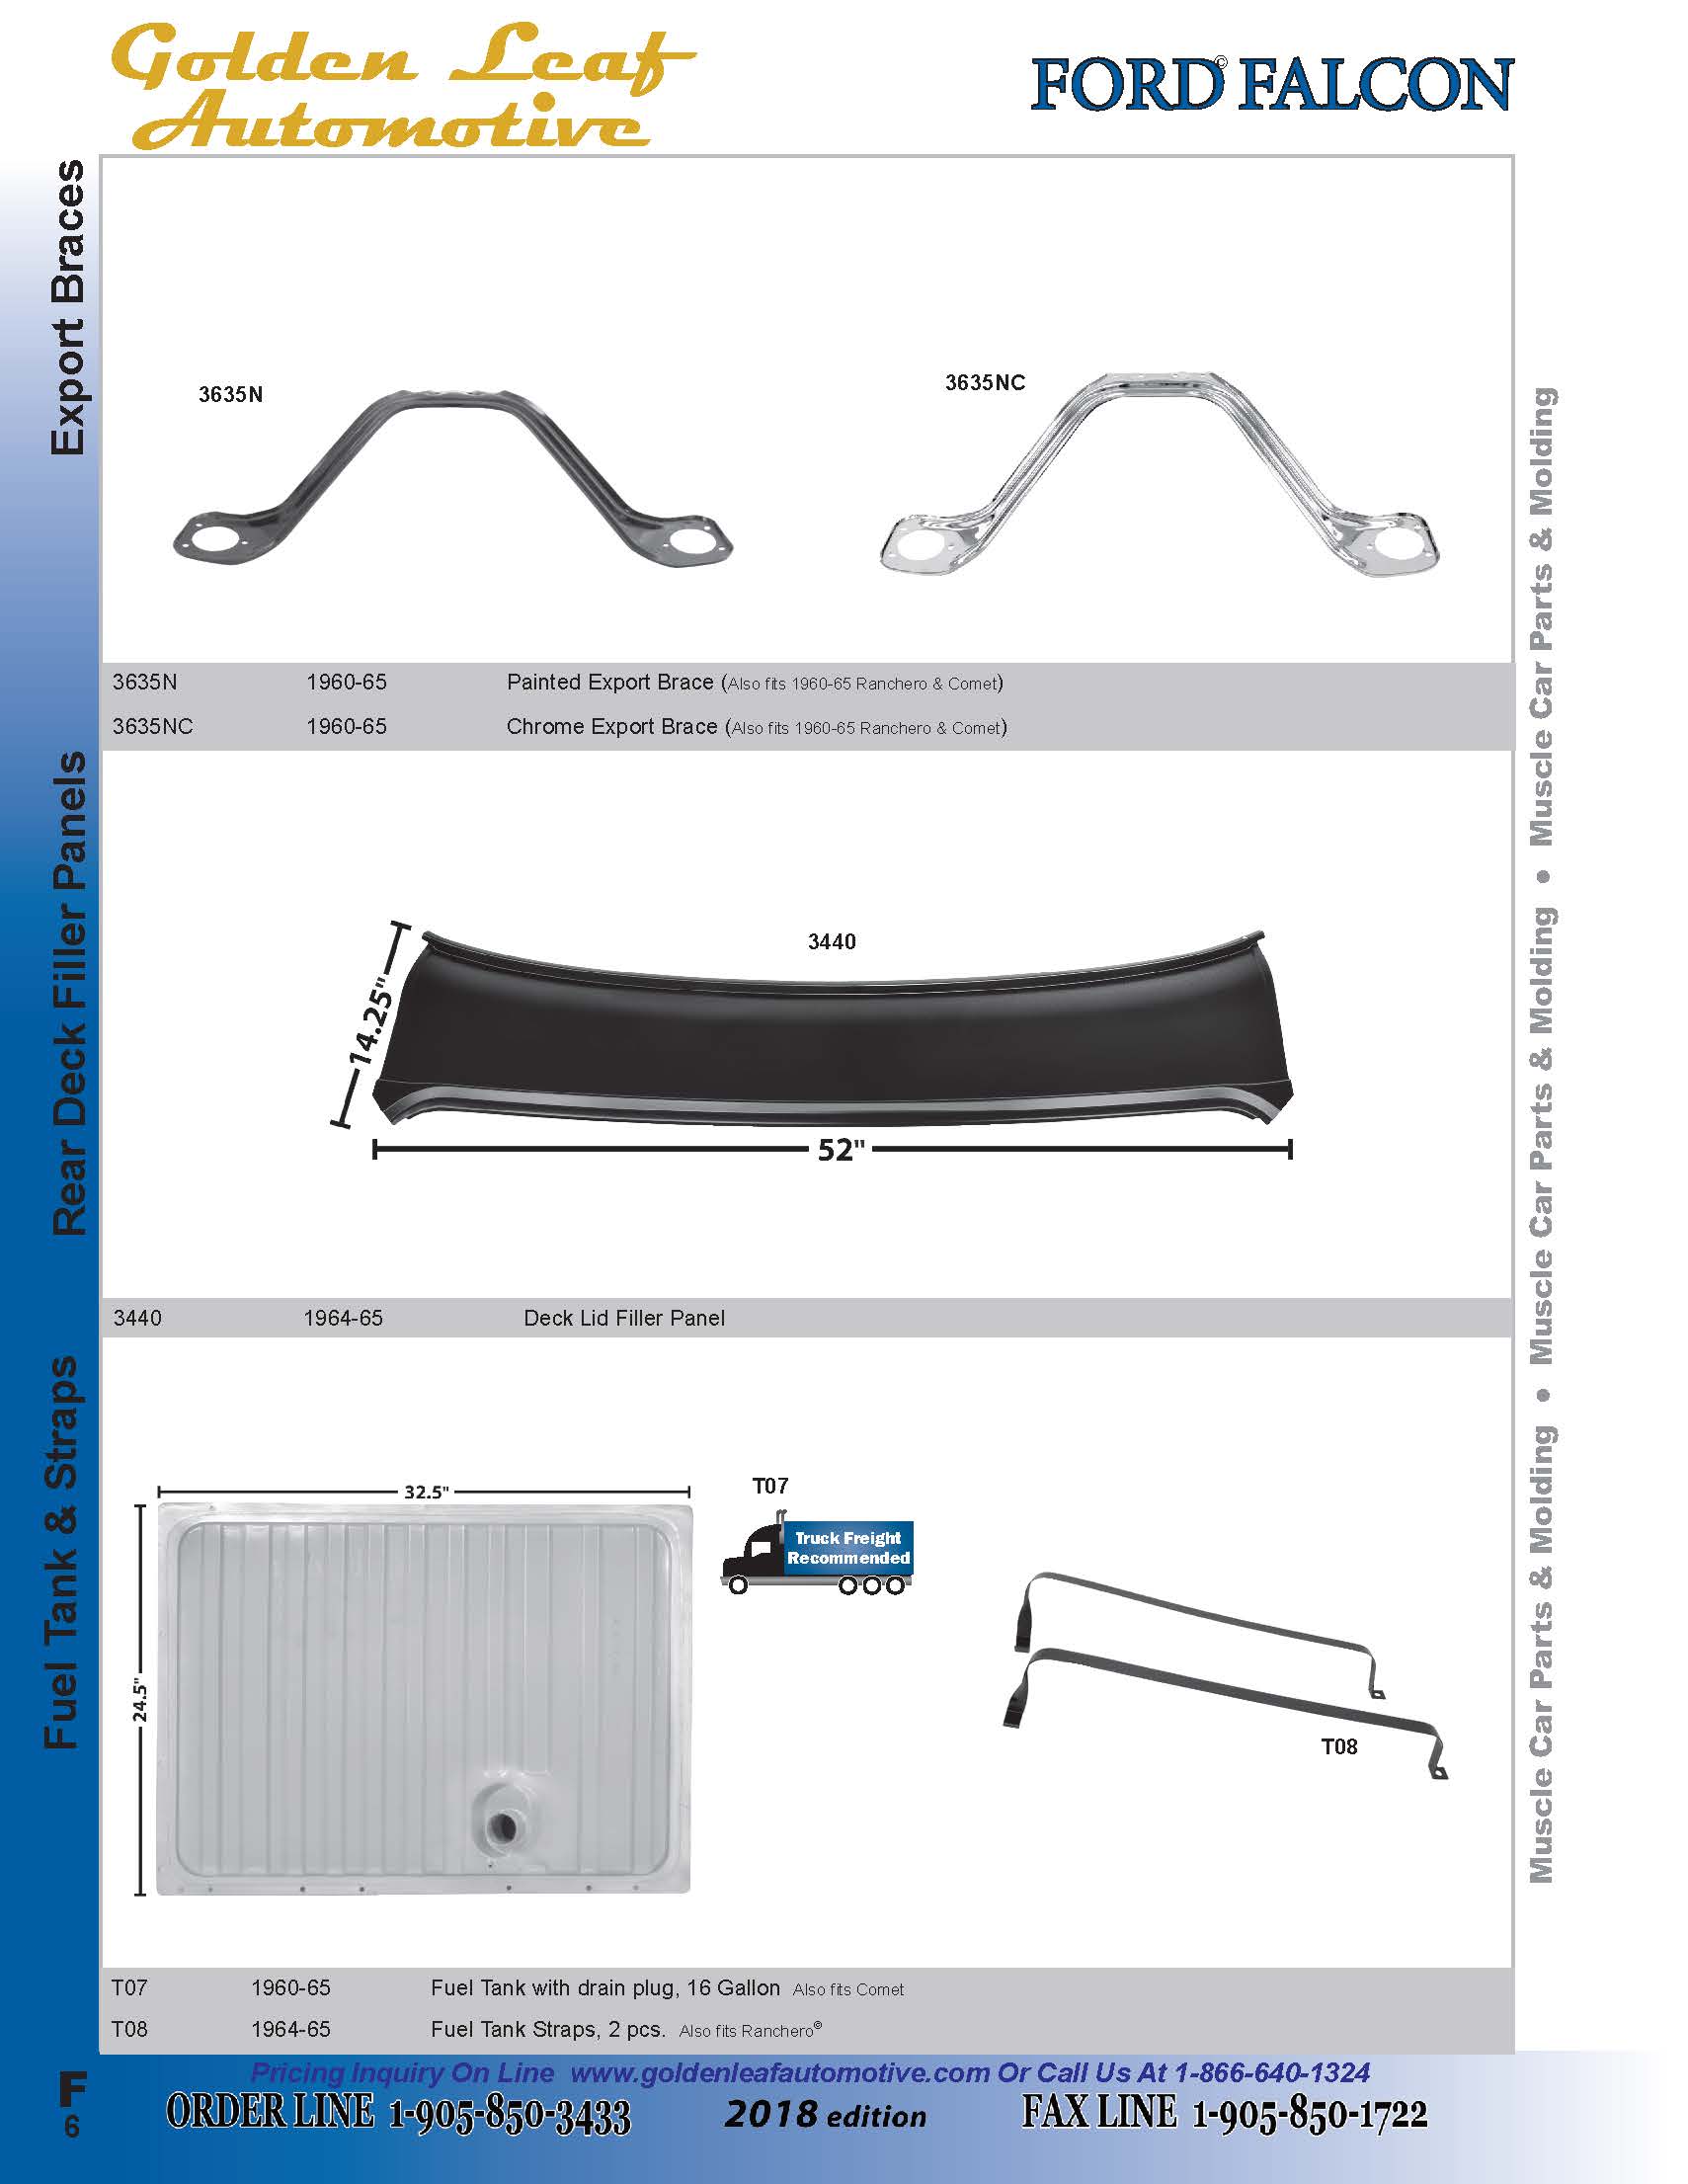 Golden Leaf
Automotive
FORD© FALCON
Export Braces
3635N
3635NC
3635N 1960-65 Painted Export Brace (Also fits 1960-65 Ranchero & Comet)
3635NC 1960-65 Chrome Export Brace (Also fits 1960-65 Ranchero & Comet)
Rear Deck Filler Panels
3440
14.25"
52"
3440 1964-65 Deck Lid Filler Panel
Fuel Tank & Straps
32.5"
24.5"
T07
Truck Freight
Recommended
T08
T07 1960-65 Fuel Tank with drain plug, 16 Gallon Also fits Comet
T08 1964-65 Fuel Tank Straps, 2 pcs. Also fits Ranchero©
Muscle Car Parts & Molding • Muscle Car Parts & Molding • Muscle Car Parts & Molding
Pricing Inquiry On Line www.goldenleafautomotive.com Or Call Us At 1-866-640-1324
F
6
ORDER LINE 1-905-850-3433 2018 edition FAX LINE 1-905-850-1722